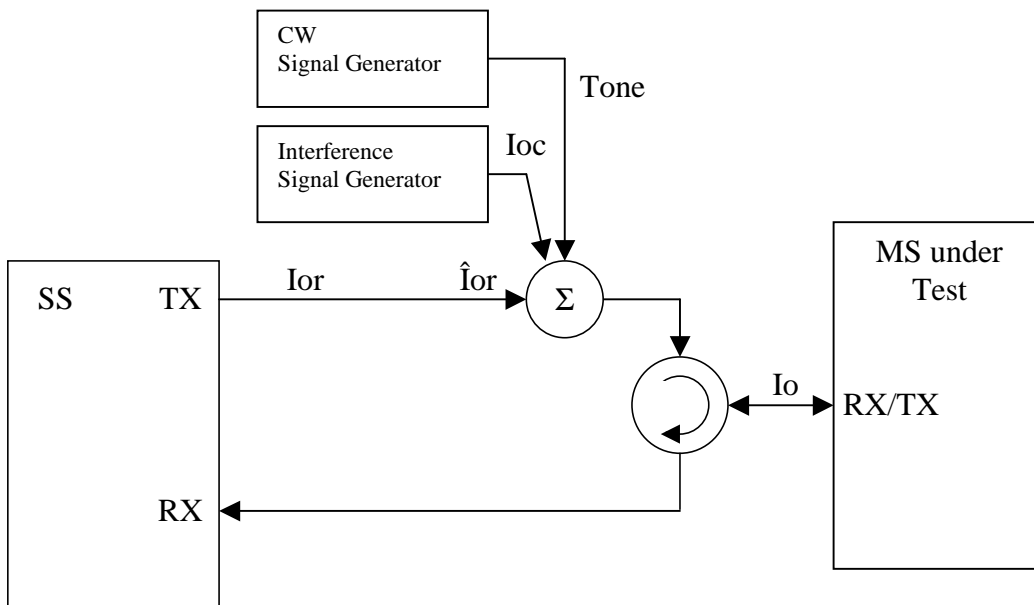 CW
Signal Generator
Tone
Interference
Signal Generator
Ioc
MS under
Test
SS
TX
Ior
Îor
Σ
Io
RX/TX
RX